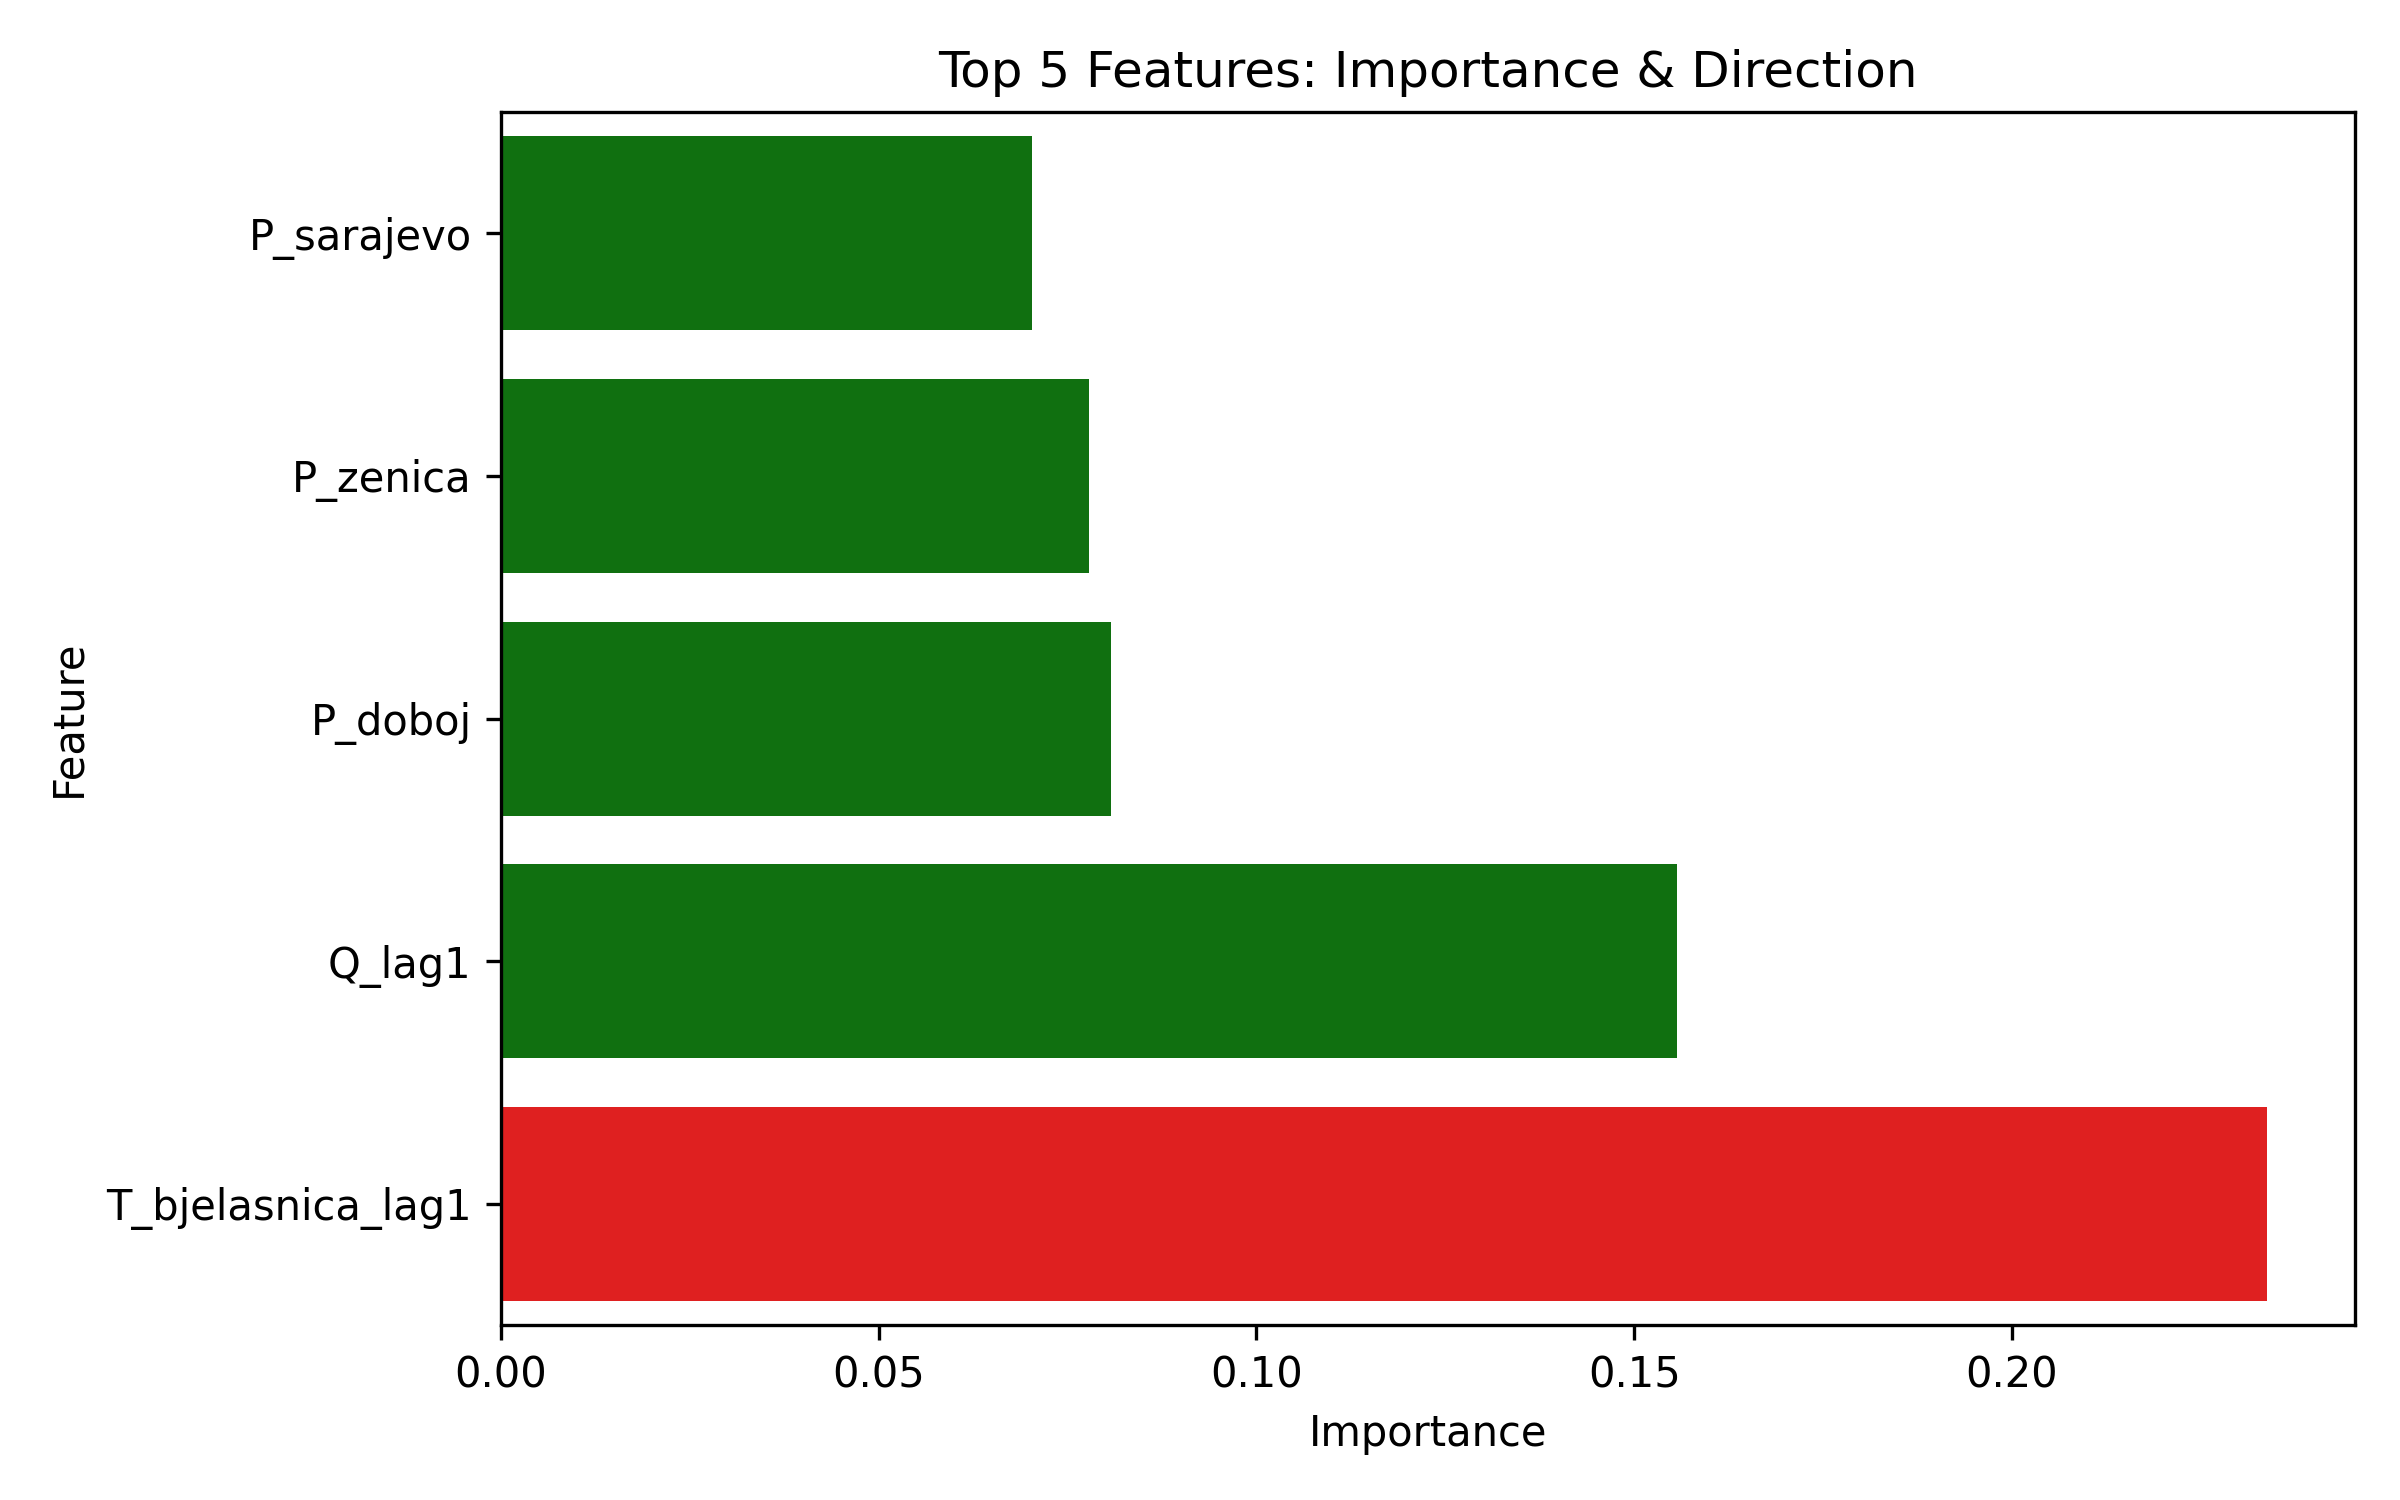 Top 5 Features: Importance & Direction
P_sarajevo
P_zenica
P_doboj
Q_lag1
T_bjelasnica_lag1
Feature
0.00 0.05 0.10 0.15 0.20
Importance